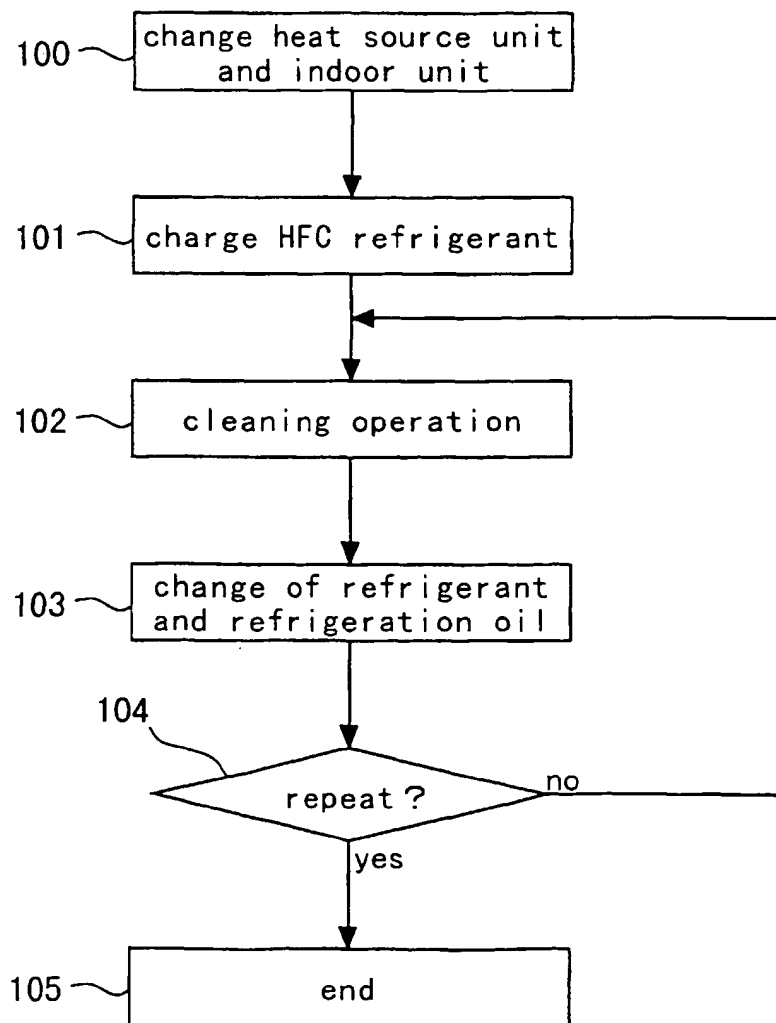 100
change heat source unit
and indoor unit
101
charge HFC refrigerant
102
cleaning operation
103
change of refrigerant
and refrigeration oil
104
repeat?
no
yes
105
end